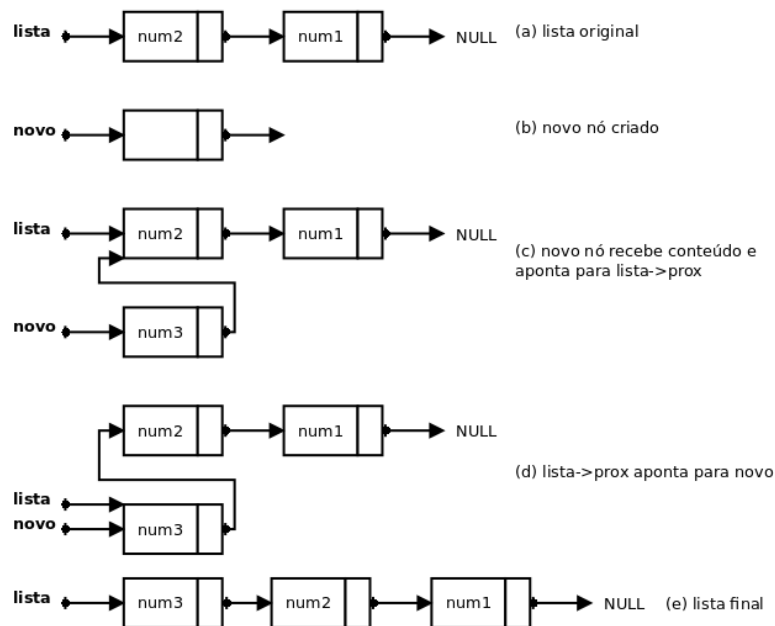 lista num2 num1 NULL (a) lista original
novo (b) novo nó criado
lista num2 num1 NULL
(c) novo nó recebe conteúdo e
aponta para lista->prox
novo num3
num2 num1 NULL
(d) lista->prox aponta para novo
lista
novo num3
lista num3 num2 num1 NULL (e) lista final